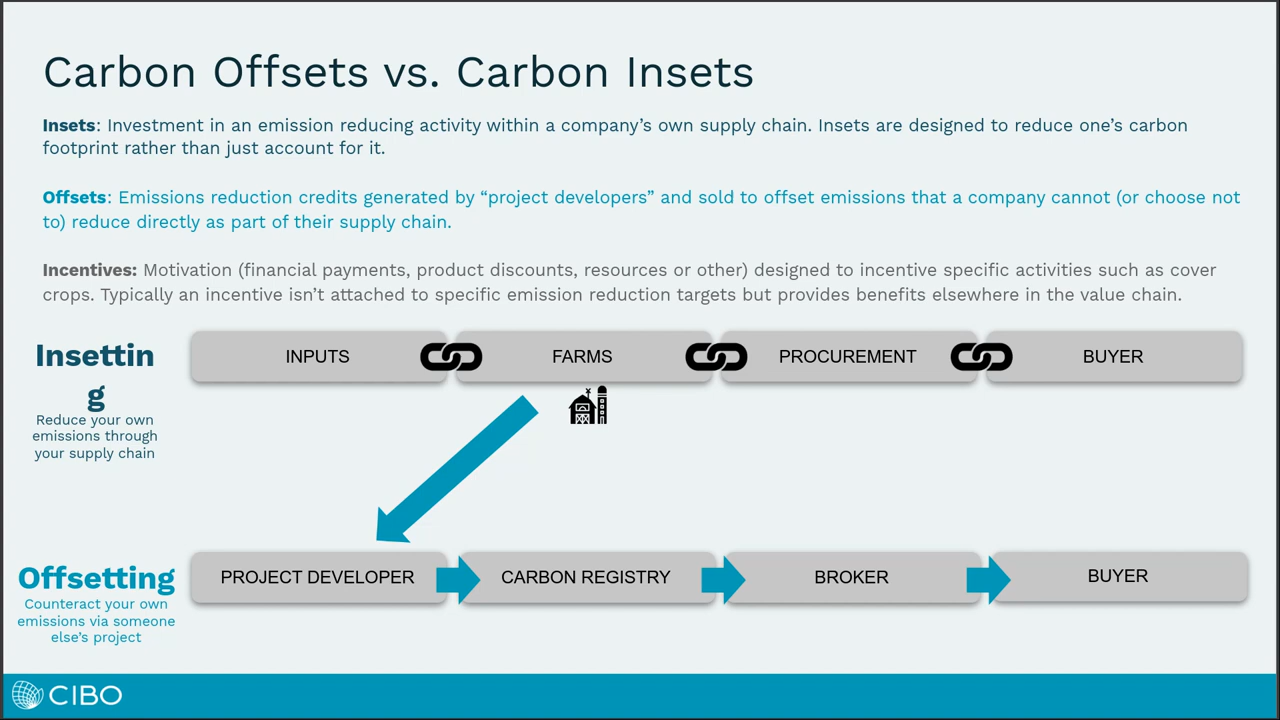 Carbon Offsets vs. Carbon Insets
Insets: Investment in an emission reducing activity within a company’s own supply chain. Insets are designed to reduce one’s carbon
footprint rather than just account for it.
Offsets: Emissions reduction credits generated by “project developers” and sold to offset emissions that a company cannot (or choose not
to) reduce directly as part of their supply chain.
Incentives: Motivation (financial payments, product discounts, resources or other) designed to incentive specific activities such as cover
crops. Typically an incentive isn’t attached to specific emission reduction targets but provides benefits elsewhere in the value chain.
Insettin
g
Reduce your own
emissions through
your supply chain
INPUTS
FARMS
PROCUREMENT
BUYER
Offsetting
Counteract your own
emissions via someone
else’s project
PROJECT DEVELOPER
CARBON REGISTRY
BROKER
BUYER
CIBO